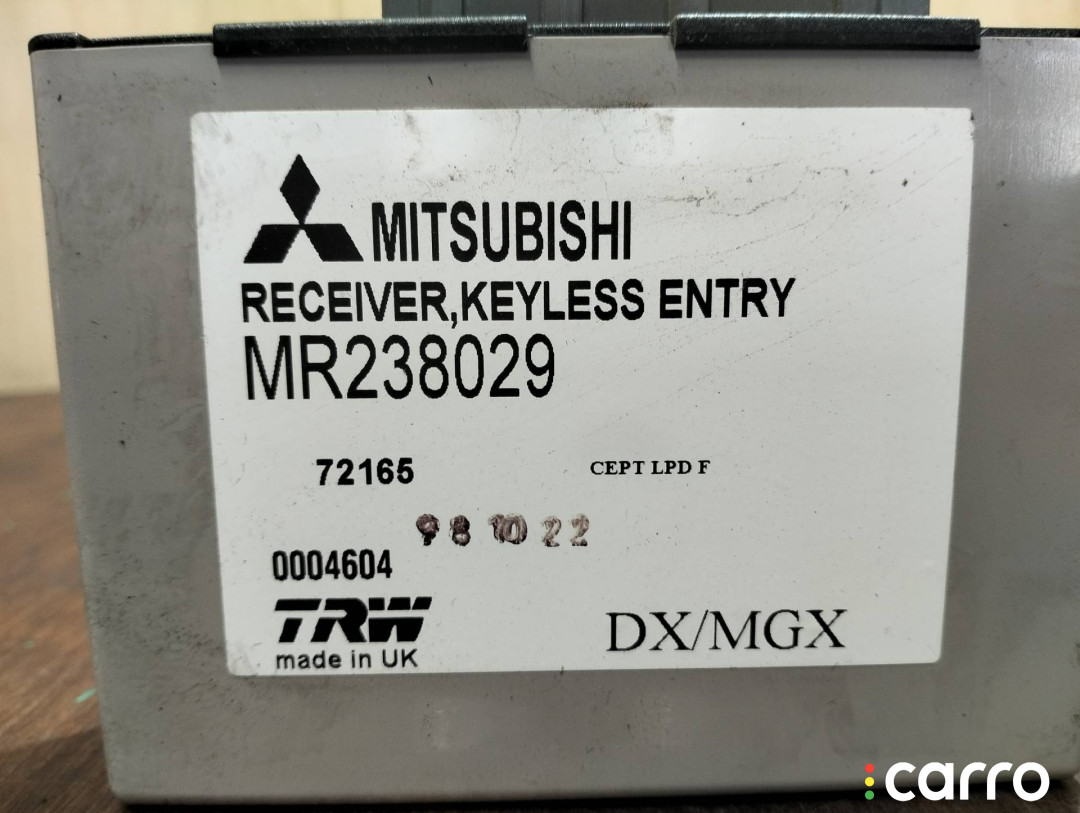 MITSUBISHI
RECEIVER,KEYLESS ENTRY
MR238029
72165 CEPT LPD F
98 10 22
0004604
TRW
made in UK DX/MGX
carro